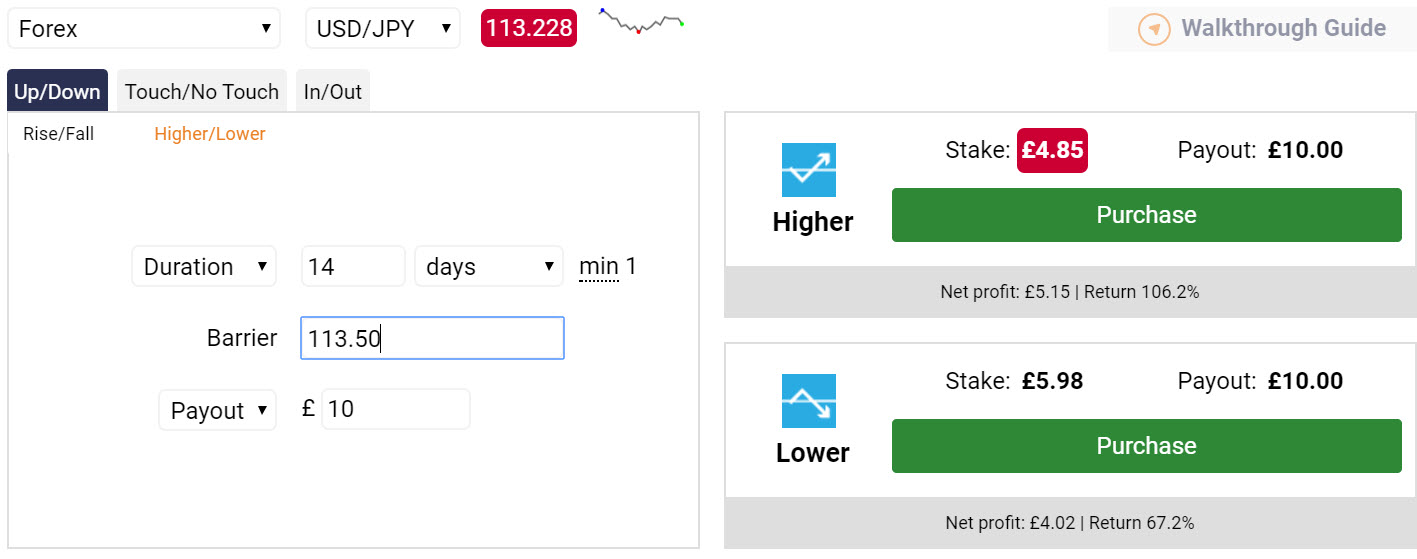 Forex USD/JPY 113.228 Walkthrough Guide
Up/Down Touch/No Touch In/Out
Rise/Fall Higher/Lower
Duration 14 days min 1
Barrier 113.50
Payout £ 10
Higher
Stake: £4.85 Payout: £10.00
Purchase
Net profit: £5.15 | Return 106.2%
Lower
Stake: £5.98 Payout: £10.00
Purchase
Net profit: £4.02 | Return 67.2%